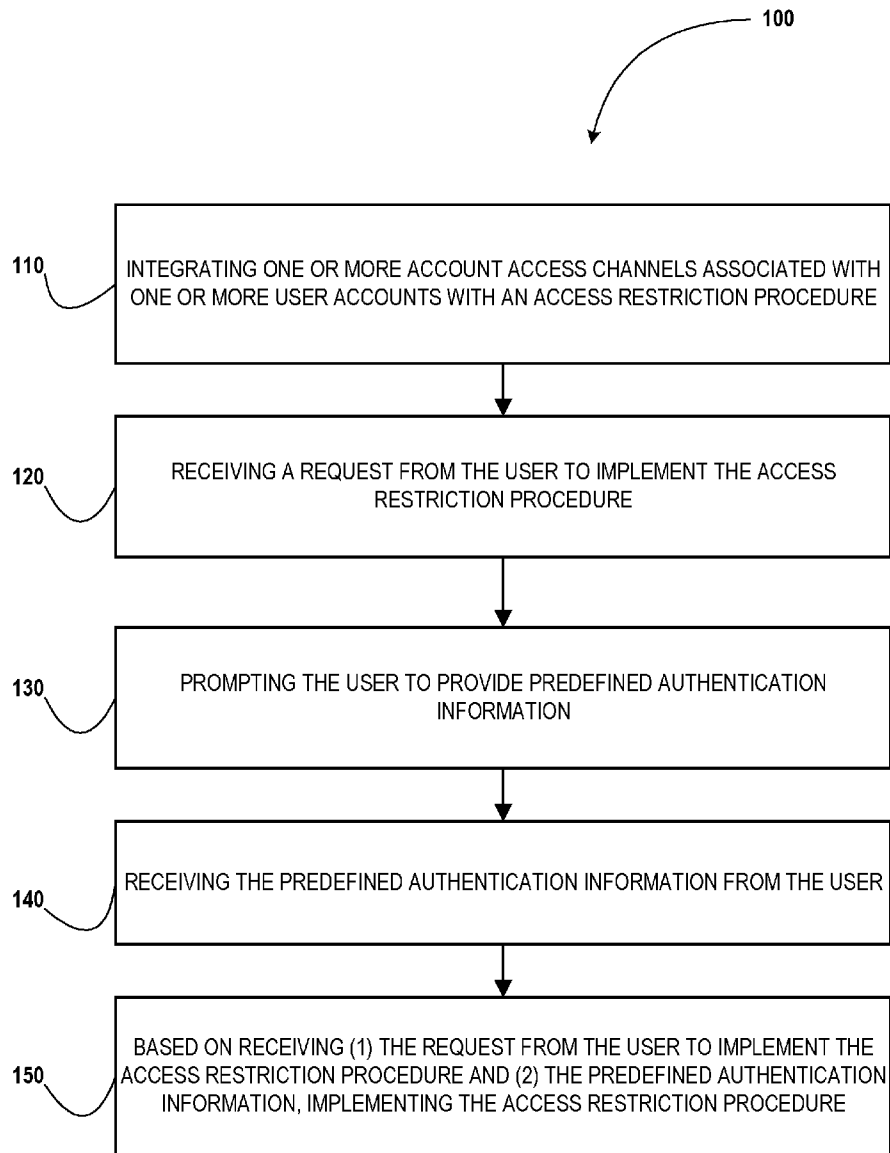 100
110
INTEGRATING ONE OR MORE ACCOUNT ACCESS CHANNELS ASSOCIATED WITH
ONE OR MORE USER ACCOUNTS WITH AN ACCESS RESTRICTION PROCEDURE
120
RECEIVING A REQUEST FROM THE USER TO IMPLEMENT THE ACCESS
RESTRICTION PROCEDURE
130
PROMPTING THE USER TO PROVIDE PREDEFINED AUTHENTICATION
INFORMATION
140
RECEIVING THE PREDEFINED AUTHENTICATION INFORMATION FROM THE USER
150
BASED ON RECEIVING (1) THE REQUEST FROM THE USER TO IMPLEMENT THE
ACCESS RESTRICTION PROCEDURE AND (2) THE PREDEFINED AUTHENTICATION
INFORMATION, IMPLEMENTING THE ACCESS RESTRICTION PROCEDURE